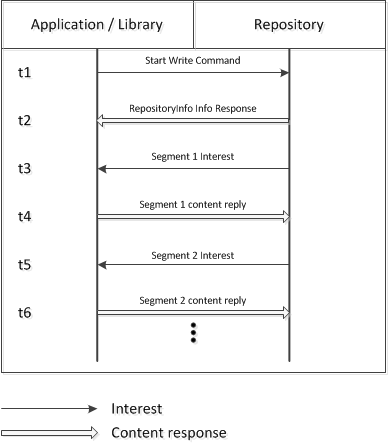 Application / Library
Repository
t1
Start Write Command
t2
RepositoryInfo Info Response
t3
Segment 1 Interest
t4
Segment 1 content reply
t5
Segment 2 Interest
t6
Segment 2 content reply
Interest
Content response